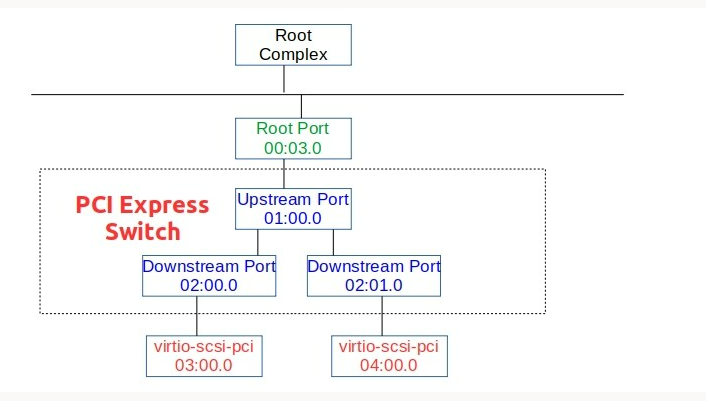 Root
Complex
Root Port
00:03.0
PCI Express
Switch
Upstream Port
01:00.0
Downstream Port
02:00.0
Downstream Port
02:01.0
virtio-scsi-pci
03:00.0
virtio-scsi-pci
04:00.0